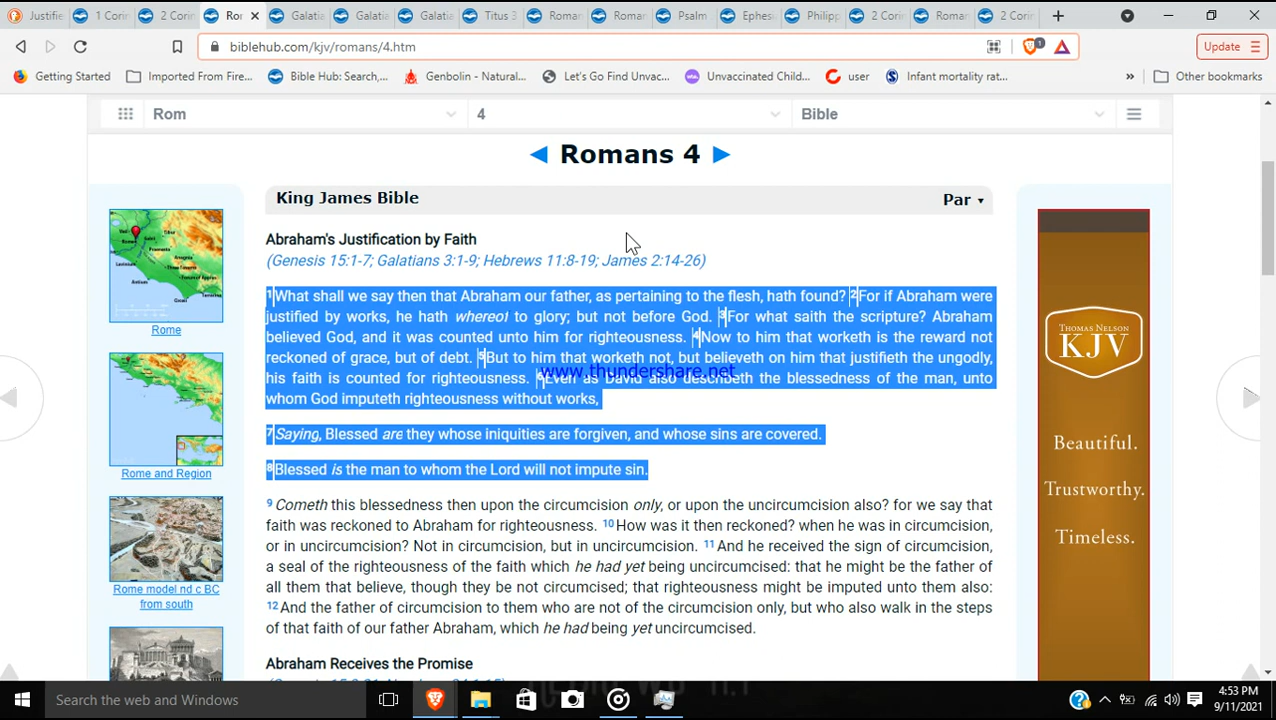 Justifie
1 Corin
2 Corin
Rom
Galatia
Galatia
Galatia
Titus 3
Roman
Roman
Psalm
Ephes
Philipp
2 Cori
Roman
2 Corin
biblehub.com/kjv/romans/4.htm
1
Update
Getting Started
Imported From Fire...
Bible Hub: Search,...
Genbolin - Natural...
Let's Go Find Unvac...
Unvaccinated Child...
user
Infant mortality rat...
»
Other bookmarks
Rom
4
Bible
◄ Romans 4 ►
King James Bible
Par ▾
Abraham's Justification by Faith
(Genesis 15:1-7; Galatians 3:1-9; Hebrews 11:8-19; James 2:14-26)
1What shall we say then that Abraham our father, as pertaining to the flesh, hath found? 2For if Abraham were
justified by works, he hath whereof to glory; but not before God. 3For what saith the scripture? Abraham
believed God, and it was counted unto him for righteousness. 4Now to him that worketh is the reward not
reckoned of grace, but of debt. 5But to him that worketh not, but believeth on him that justifieth the ungodly,
www.thundershare.net
his faith is counted for righteousness. 6Even as David also describeth the blessedness of the man, unto
whom God imputeth righteousness without works,
7Saying, Blessed are they whose iniquities are forgiven, and whose sins are covered.
8Blessed is the man to whom the Lord will not impute sin.
9Cometh this blessedness then upon the circumcision only, or upon the uncircumcision also? for we say that
faith was reckoned to Abraham for righteousness. 10How was it then reckoned? when he was in circumcision,
or in uncircumcision? Not in circumcision, but in uncircumcision. 11And he received the sign of circumcision,
a seal of the righteousness of the faith which he had yet being uncircumcised: that he might be the father of
all them that believe, though they be not circumcised; that righteousness might be imputed unto them also:
12And the father of circumcision to them who are not of the circumcision only, but who also walk in the steps
of that faith of our father Abraham, which he had being yet uncircumcised.
Abraham Receives the Promise
Rome
Rome and Region
Rome model nd c BC
from south
THOMAS NELSON
KJV
Beautiful.
Trustworthy.
Timeless.
Search the web and Windows
4:53 PM
9/11/2021